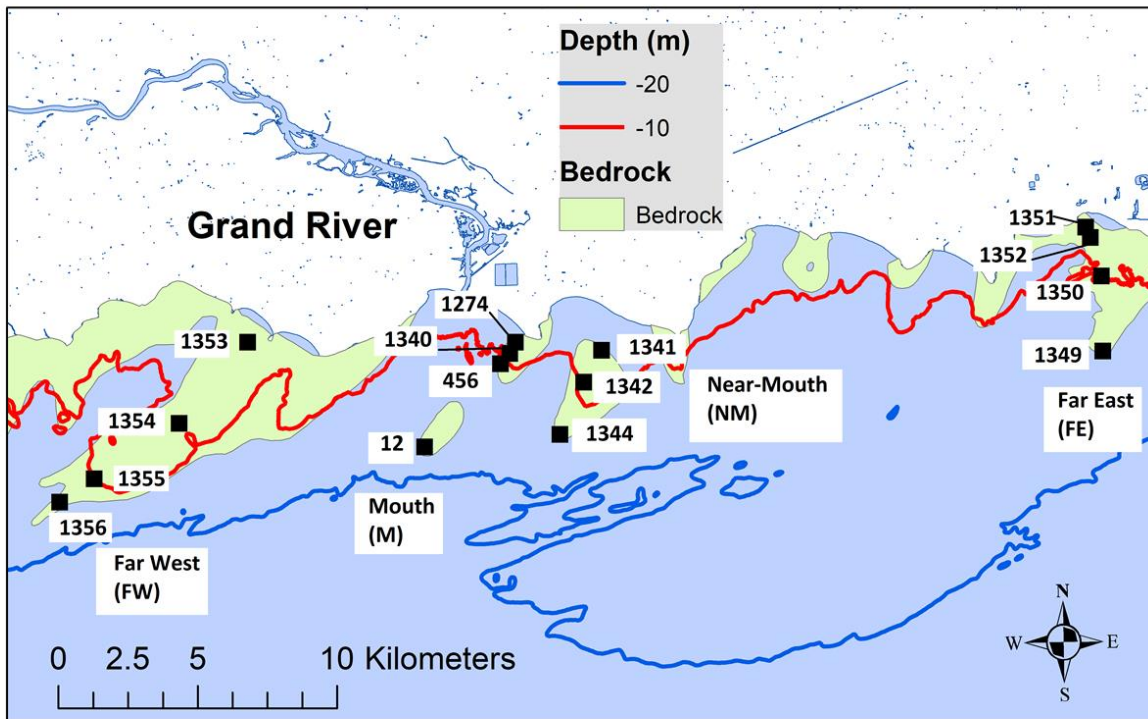 Depth (m)
-20
-10
Bedrock
Bedrock
Grand River
1351
1352
1350
1349
1274
1340
456
1353
1341
1342
1354
1344
12
1355
1356
Near-Mouth
(NM)
Far East
(FE)
Mouth
(M)
Far West
(FW)
N
W E
S
0 2.5 5 10 Kilometers